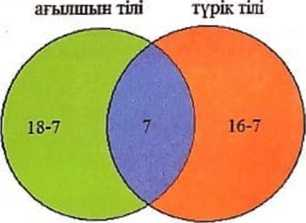 ағылшын тілі түрік тілі
18-7 7 16-7